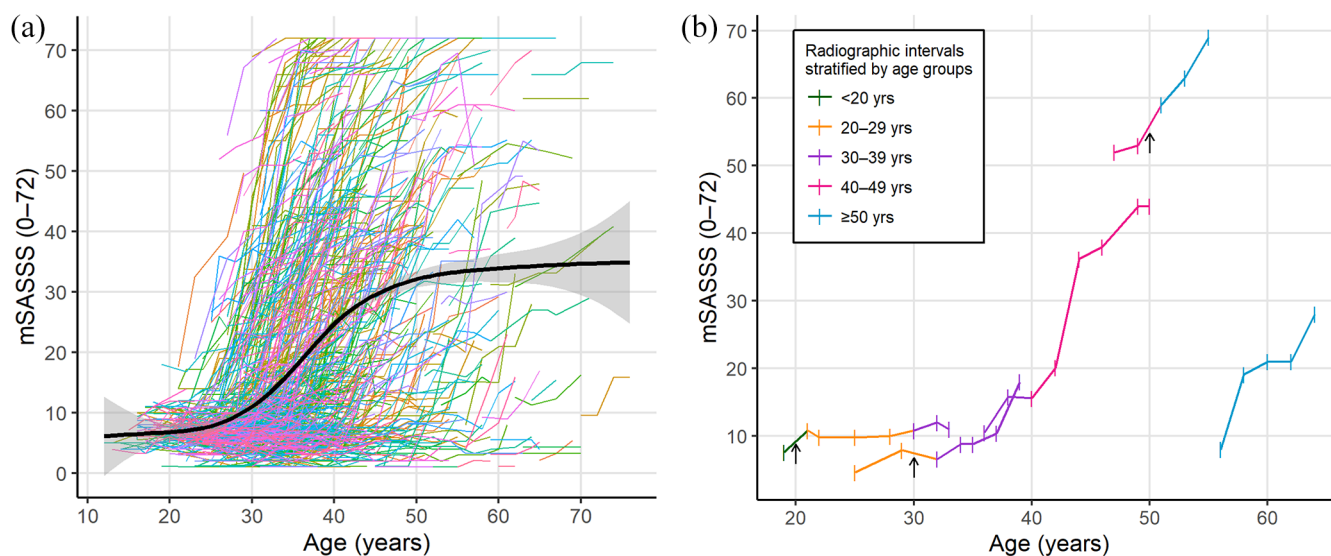 (a)
mSASSS (0–72)
70
60
50
40
30
20
10
0
10 20 30 40 50 60 70
Age (years)
(b)
mSASSS (0–72)
70
60
50
40
30
20
10
Radiographic intervals
stratified by age groups
<20 yrs
20–29 yrs
30–39 yrs
40–49 yrs
≥50 yrs
20 30 40 50 60
Age (years)